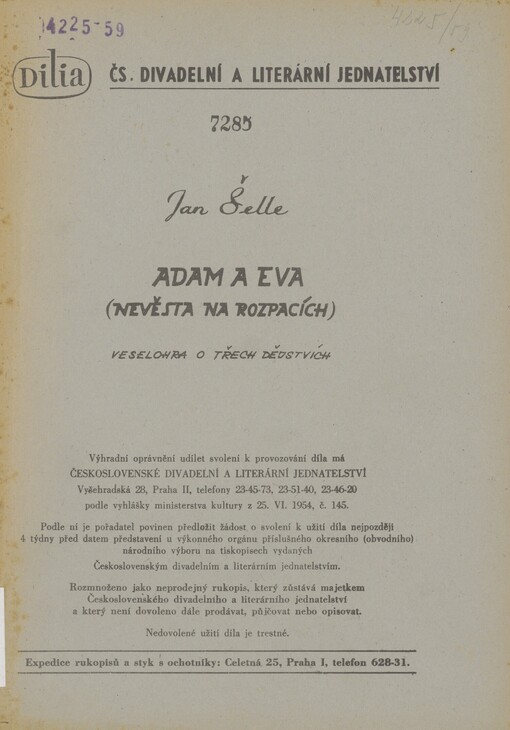 14225-59
4225/59
Dilia
ČS. DIVADELNÍ A LITERÁRNÍ JEDNATELSTVÍ
7285
Jan Šelle
ADAM A EVA
(NEVĚSTA NA ROZPACÍCH)
VESELOHRA O TŘECH DĚJSTVÍCH
Výhradní oprávnění udílet svolení k provozování díla má
ČESKOSLOVENSKÉ DIVADELNÍ A LITERÁRNÍ JEDNATELSTVÍ
Vyšehradská 28, Praha II, telefony 23-45-73, 23-51-40, 23-46-20
podle vyhlášky ministerstva kultury z 25. VI. 1954, č. 145.
Podle ní je pořadatel povinen předložit žádost o svolení k užití díla nejpozději
4 týdny před datem představení u výkonného orgánu příslušného okresního (obvodního)
národního výboru na tiskopisech vydaných
Československým divadelním a literárním jednatelstvím.
Rozmnoženo jako neprodejný rukopis, který zůstává majetkem
Československého divadelního a literárního jednatelství
a který není dovoleno dále prodávat, půjčovat nebo opisovat.
Nedovolené užití díla je trestné.
Expedice rukopisů a styk s ochotníky: Celetná 25, Praha I, telefon 628-31.